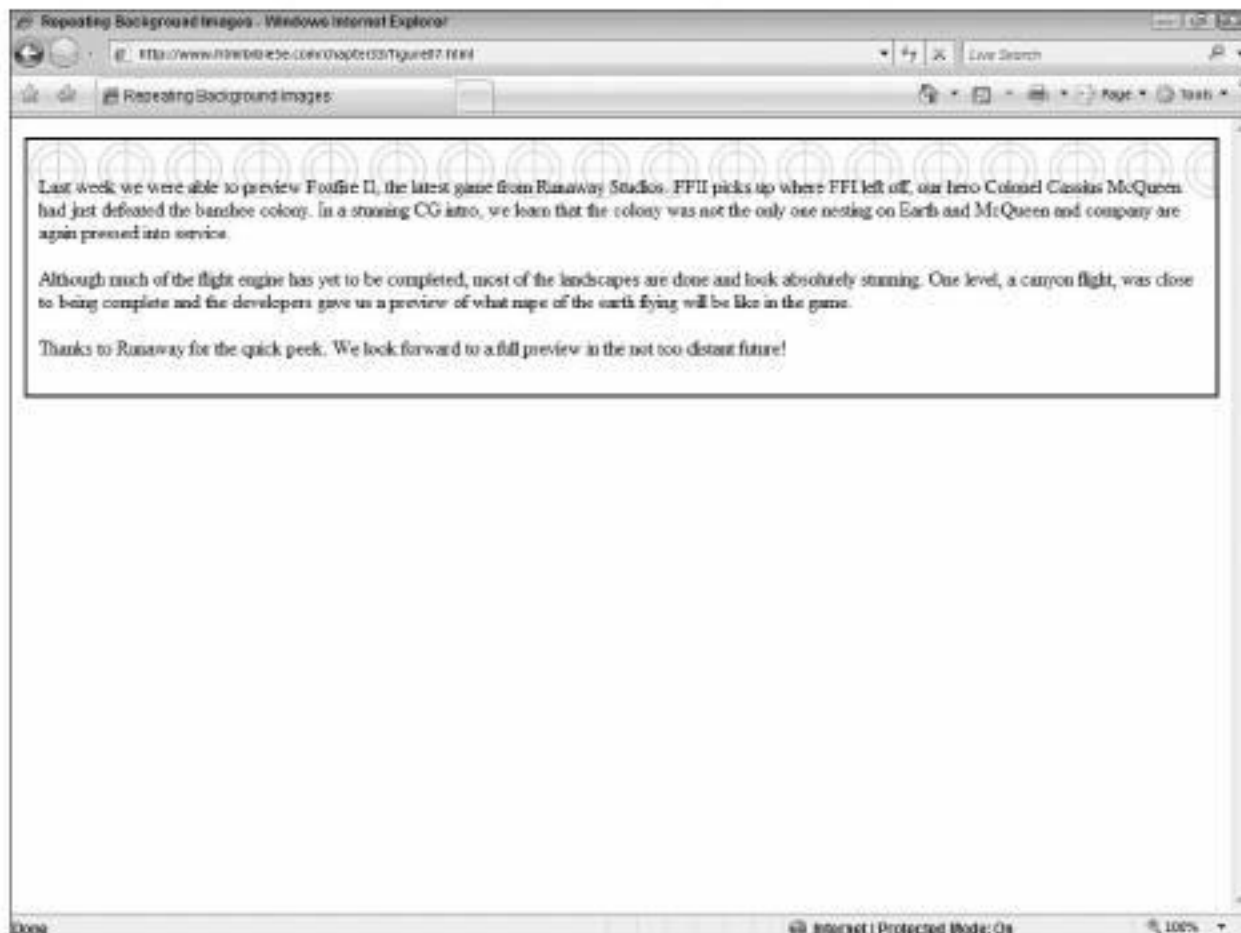 Repeating Background Images - Windows Internet Explorer
Live Search
Repeating Background Images
Page Tools
Last week we were able to preview Foxfire II, the latest game from Runaway Studios. FFII picks up where FFI left off, our hero Colonel Cassius McQueen
had just defeated the banshee colony. In a stunning CG intro, we learn that the colony was not the only one nesting on Earth and McQueen and company are
again pressed into service.
Although much of the flight engine has yet to be completed, most of the landscapes are done and look absolutely stunning. One level, a canyon flight, was close
to being complete and the developers gave us a preview of what nape of the earth flying will be like in the game.
Thanks to Runaway for the quick peek. We look forward to a full preview in the not too distant future!
Done
Internet | Protected Mode: On
100%